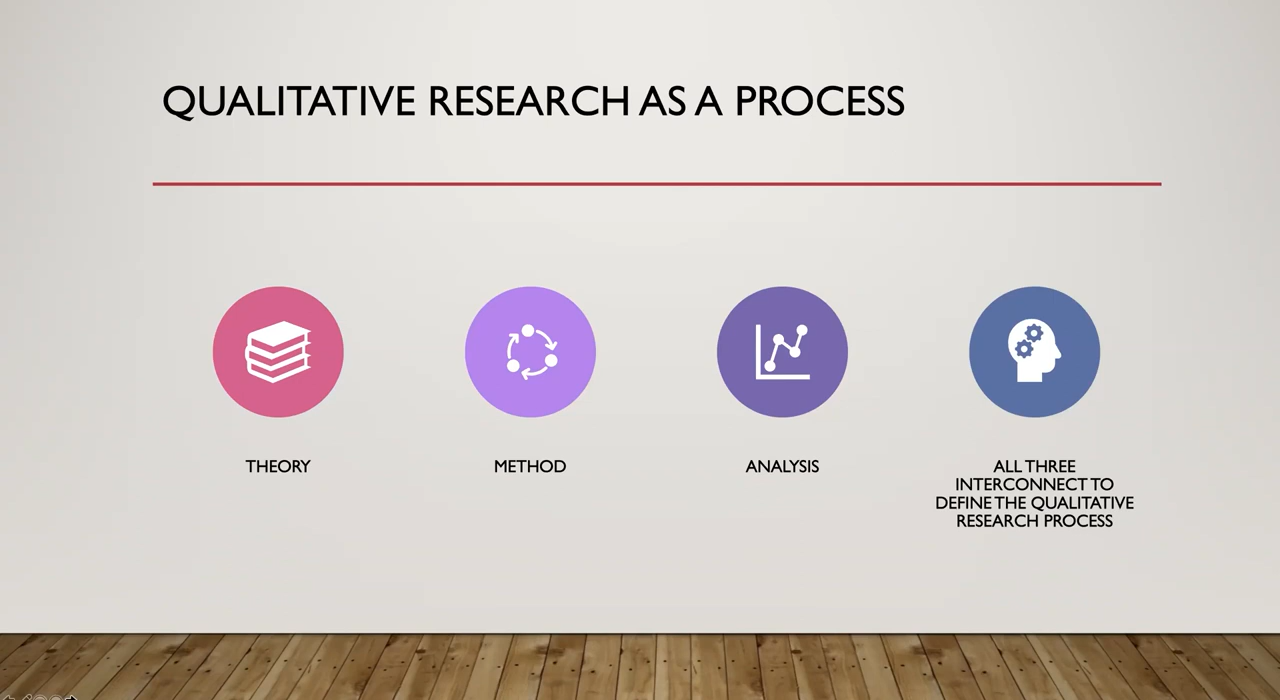 QUALITATIVE RESEARCH AS A PROCESS
THEORY
METHOD
ANALYSIS
ALL THREE
INTERCONNECT TO
DEFINE THE QUALITATIVE
RESEARCH PROCESS